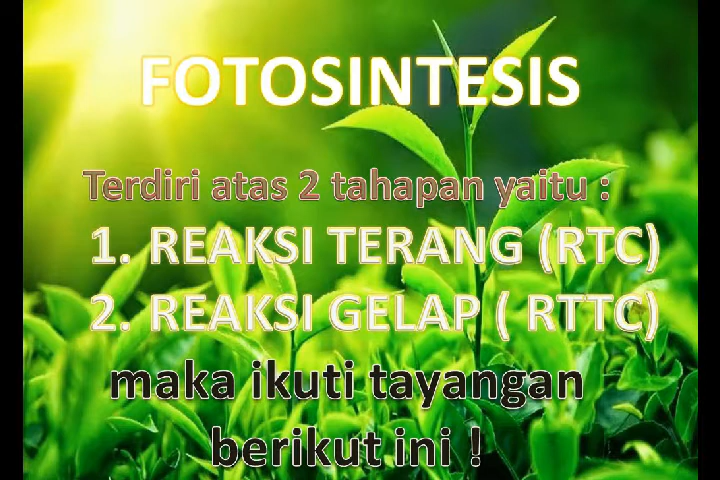 FOTOSINTESIS
Terdiri atas 2 tahapan yaitu :
1. REAKSI TERANG (RTC)
2. REAKSI GELAP ( RTTC)
maka ikuti tayangan
berikut ini !